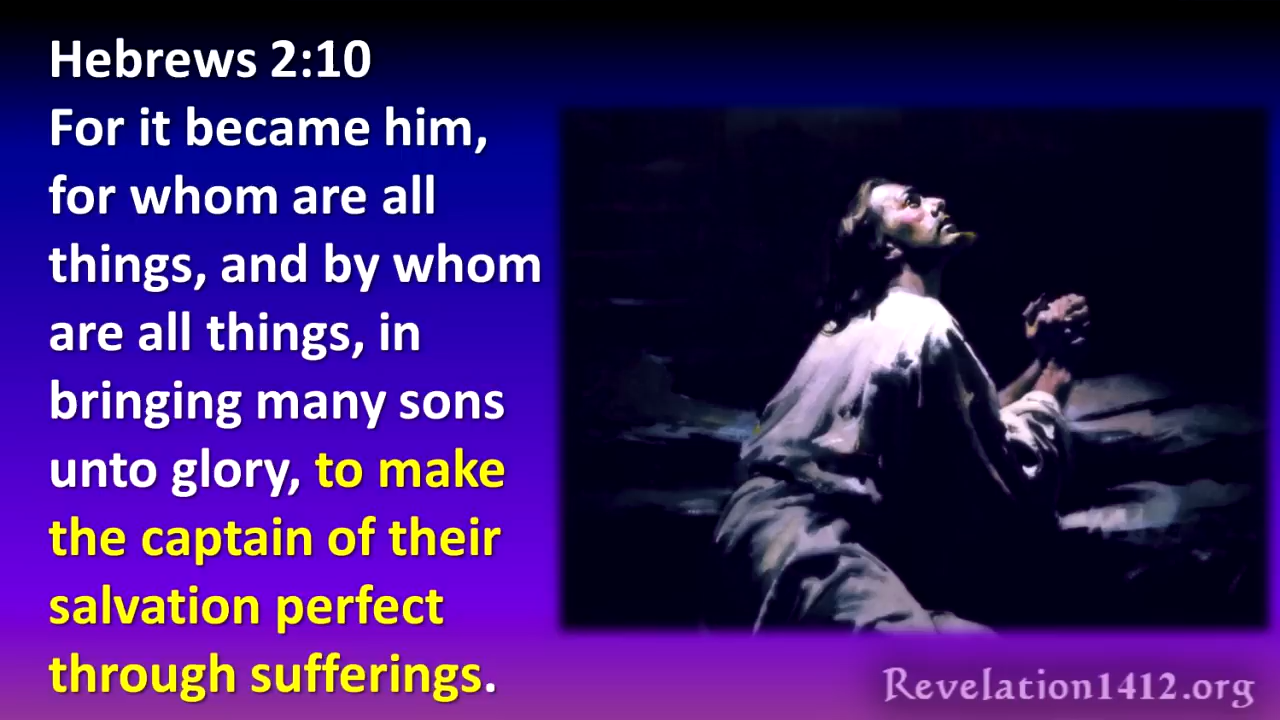 Hebrews 2:10
For it became him,
for whom are all
things, and by whom
are all things, in
bringing many sons
unto glory, to make
the captain of their
salvation perfect
through sufferings.
Revelation1412.org